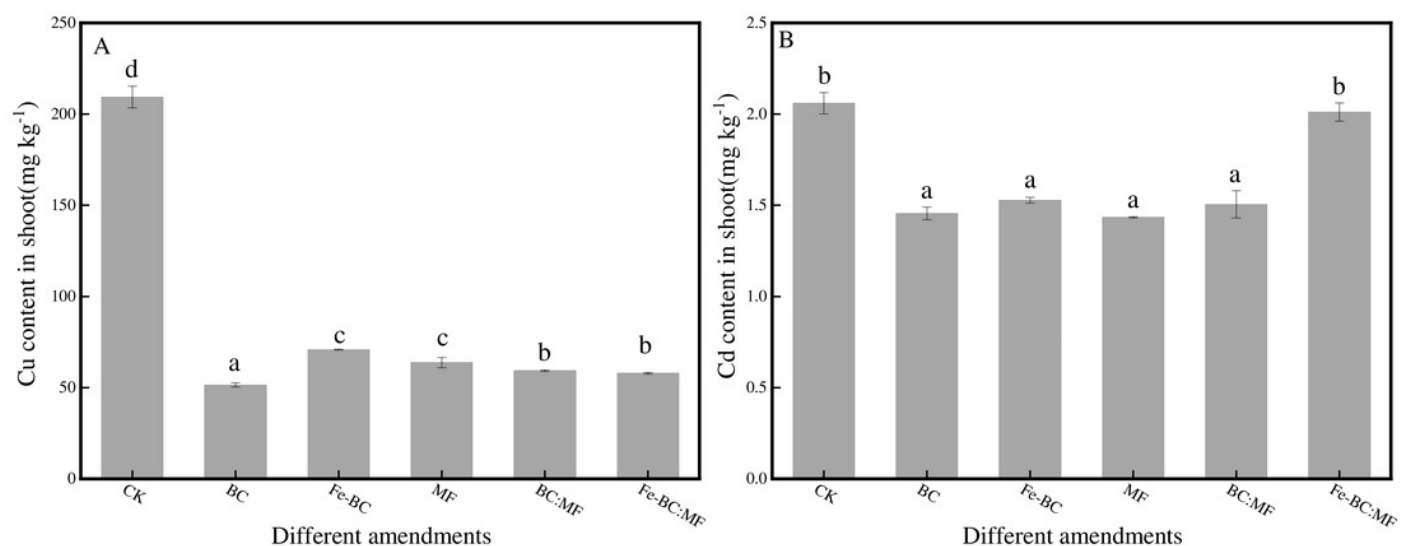 A
Cu content in shoot(mg kg⁻¹)
250
200
150
100
50
0
d
a
c
c
b
b
CK
BC
Fe-BC
MF
BC:MF
Fe-BC:MF
Different amendments
B
Cd content in shoot(mg kg⁻¹)
2.5
2.0
1.5
1.0
0.5
0.0
b
a
a
a
a
b
CK
BC
Fe-BC
MF
BC:MF
Fe-BC:MF
Different amendments